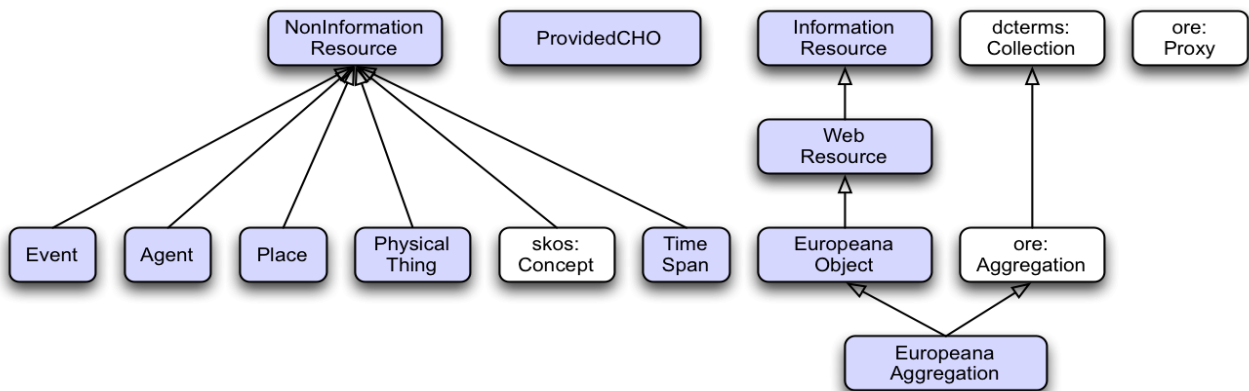 NonInformation
Resource
ProvidedCHO
Information
Resource
dcterms:
Collection
ore:
Proxy
Web
Resource
Event
Agent
Place
Physical
Thing
skos:
Concept
Time
Span
Europeana
Object
ore:
Aggregation
Europeana
Aggregation